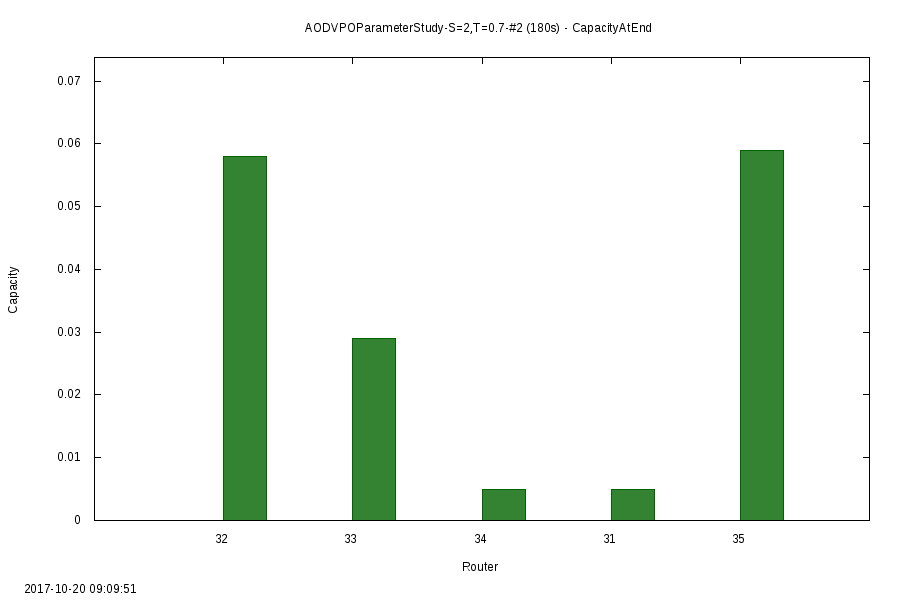 AODVPOParameterStudy-S=2,T=0.7-#2 (180s) - CapacityAtEnd
0.07
0.06
0.05
0.04
0.03
0.02
0.01
0
Capacity
32 33 34 31 35
Router
2017-10-20 09:09:51